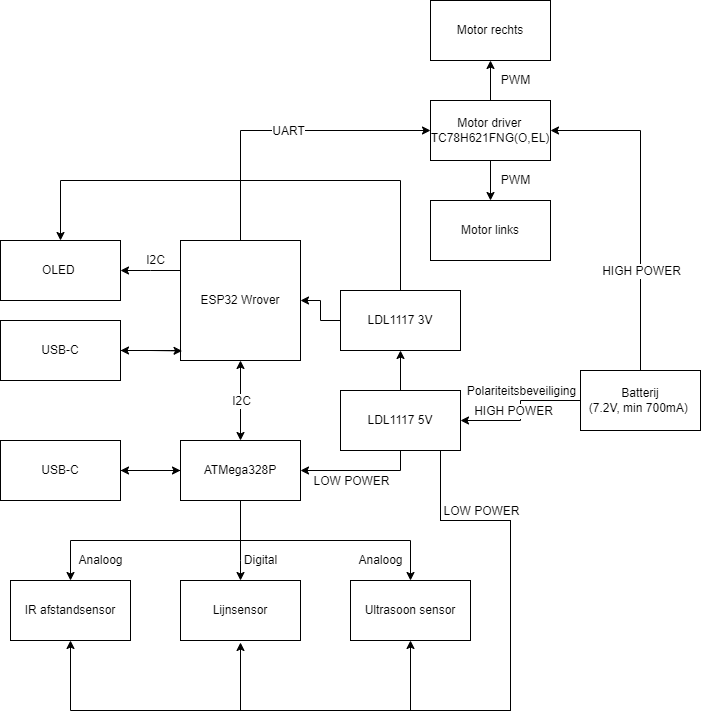 Motor rechts
PWM
Motor driver
TC78H621FNG(O,EL)
UART
PWM
Motor links
OLED
I2C
ESP32 Wrover
HIGH POWER
LDL1117 3V
USB-C
Polariteitsbeveiliging
HIGH POWER
Batterij
(7.2V, min 700mA)
I2C
LDL1117 5V
USB-C
ATMega328P
LOW POWER
LOW POWER
Analoog
Digital
Analoog
IR afstandsensor
Lijnsensor
Ultrasoon sensor